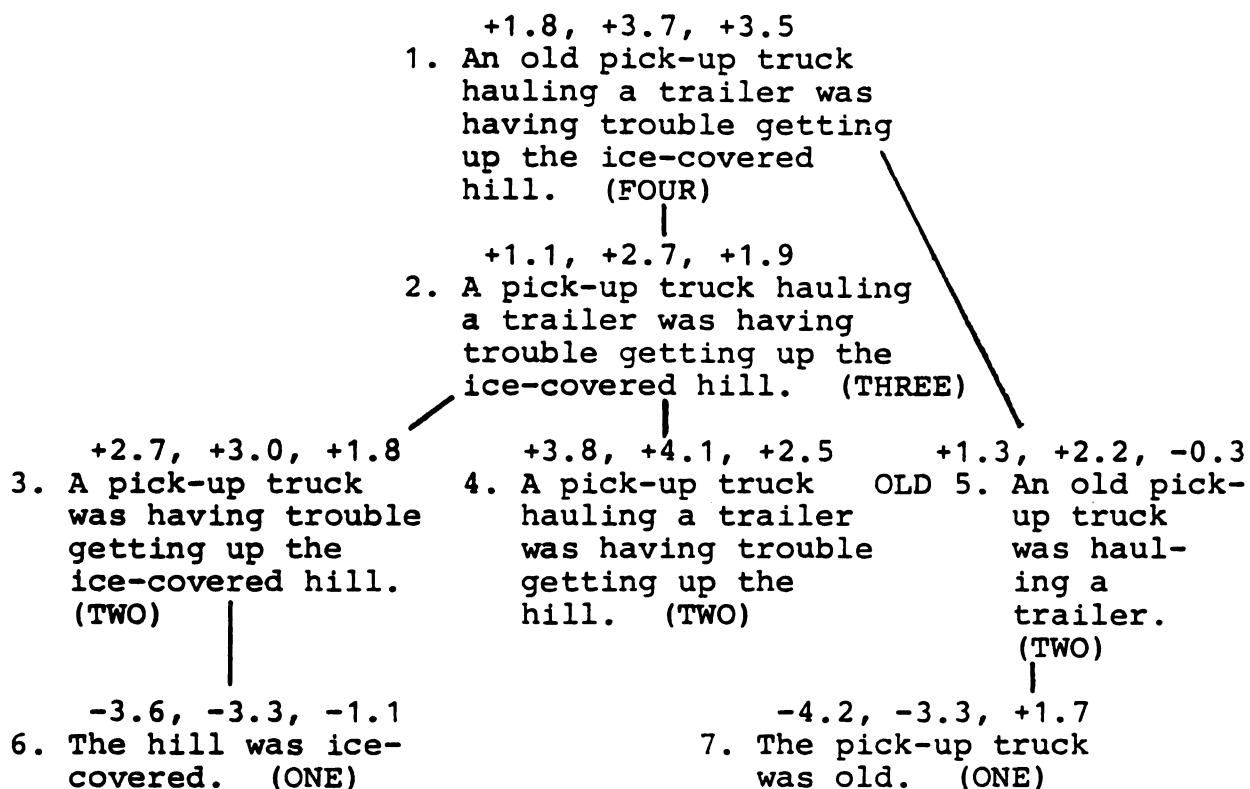 +1.8, +3.7, +3.5
1. An old pick-up truck
hauling a trailer was
having trouble getting
up the ice-covered
hill. (FOUR)
+1.1, +2.7, +1.9
2. A pick-up truck hauling
a trailer was having
trouble getting up the
ice-covered hill. (THREE)
+2.7, +3.0, +1.8
3. A pick-up truck
was having trouble
getting up the
ice-covered hill.
(TWO)
+3.8, +4.1, +2.5
4. A pick-up truck
hauling a trailer
was having trouble
getting up the
hill. (TWO)
+1.3, +2.2, -0.3
OLD 5. An old pick-
up truck
was haul-
ing a
trailer.
(TWO)
-3.6, -3.3, -1.1
6. The hill was ice-
covered. (ONE)
-4.2, -3.3, +1.7
7. The pick-up truck
was old. (ONE)